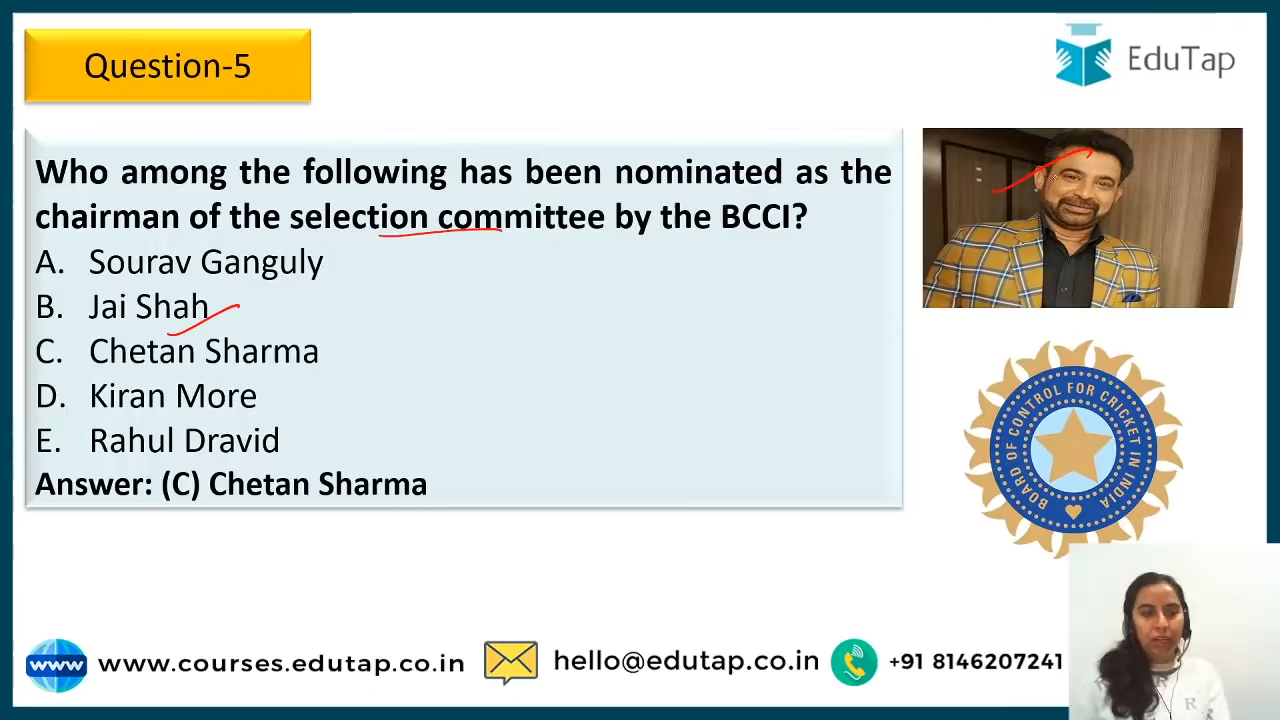 Question-5
EduTap
Who among the following has been nominated as the
chairman of the selection committee by the BCCI?
A. Sourav Ganguly
B. Jai Shah
C. Chetan Sharma
D. Kiran More
E. Rahul Dravid
Answer: (C) Chetan Sharma
BOARD OF CONTROL FOR CRICKET IN INDIA
www www.courses.edutap.co.in hello@edutap.co.in +91 8146207241
R